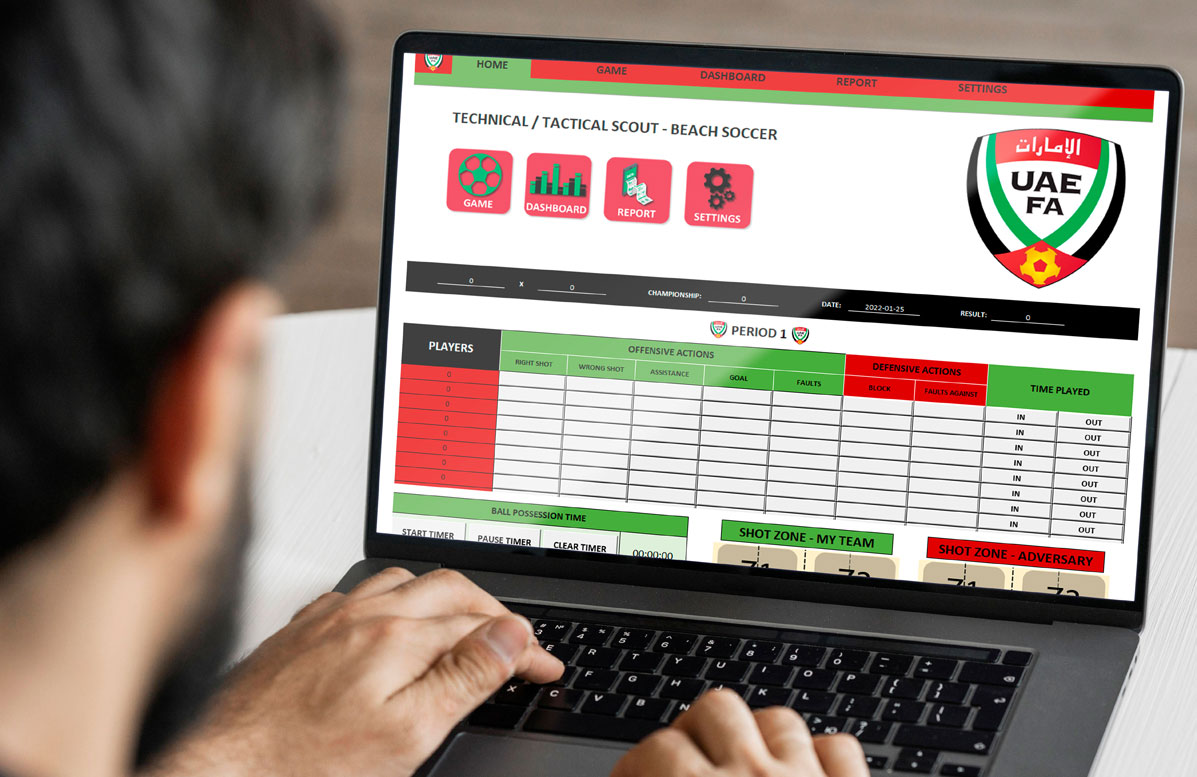 HOME GAME DASHBOARD REPORT SETTINGS
TECHNICAL / TACTICAL SCOUT - BEACH SOCCER
GAME DASHBOARD REPORT SETTINGS
الإمارات
UAE
FA
0 X 0 CHAMPIONSHIP: 0 DATE: 2022-01-25 RESULT: 0
PERIOD 1
PLAYERS OFFENSIVE ACTIONS DEFENSIVE ACTIONS TIME PLAYED
RIGHT SHOT WRONG SHOT ASSISTANCE GOAL FAULTS BLOCK FAULTS AGAINST
0 IN OUT
0 IN OUT
0 IN OUT
0 IN OUT
0 IN OUT
0 IN OUT
0 IN OUT
0 IN OUT
BALL POSSESSION TIME
START TIMER PAUSE TIMER CLEAR TIMER 00:00:00
SHOT ZONE - MY TEAM SHOT ZONE - ADVERSARY
Z1 Z2 Z1 Z2